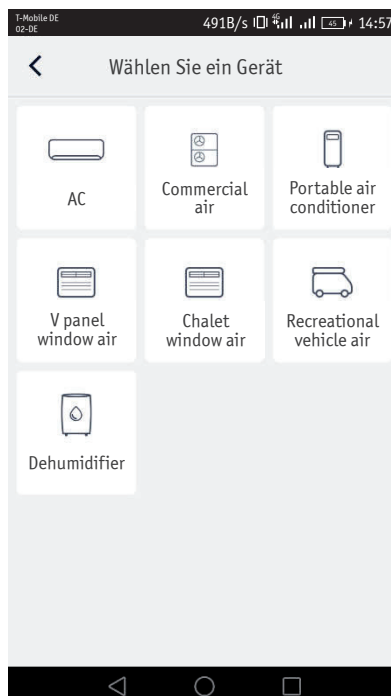 T-Mobile DE
02-DE
491B/s 4G 45 14:57
Wählen Sie ein Gerät
AC
Commercial
air
Portable air
conditioner
V panel
window air
Chalet
window air
Recreational
vehicle air
Dehumidifier